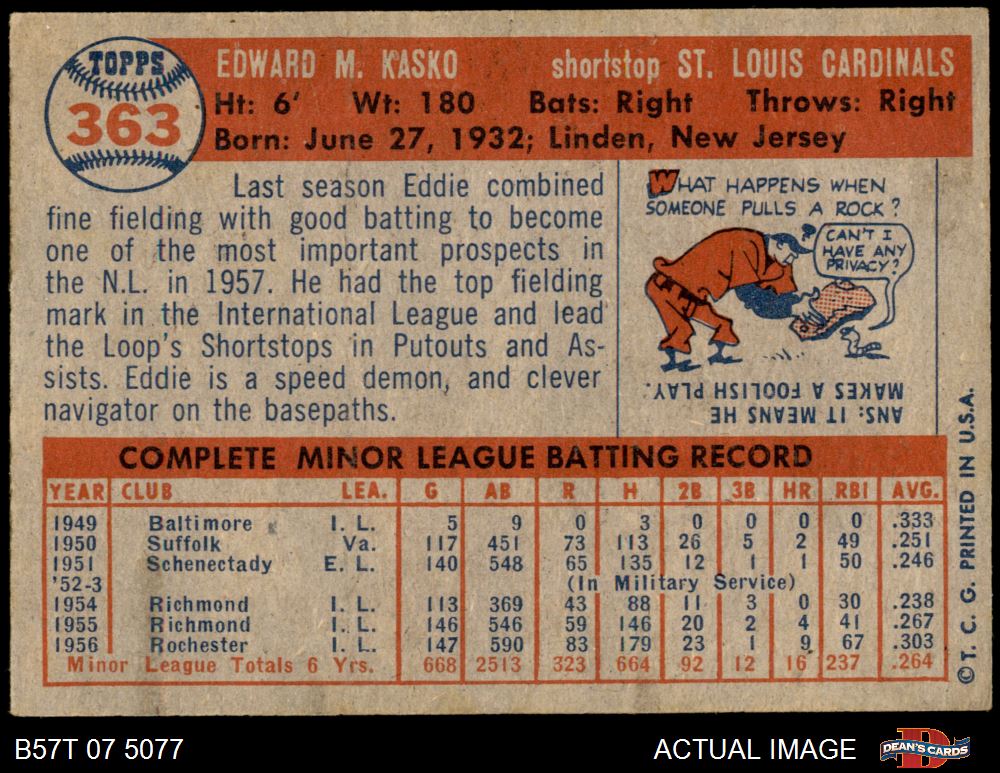 TOPPS
363
EDWARD M. KASKO shortstop ST. LOUIS CARDINALS
Ht: 6' Wt: 180 Bats: Right Throws: Right
Born: June 27, 1932; Linden, New Jersey
Last season Eddie combined
fine fielding with good batting to become
one of the most important prospects in
the N.L. in 1957. He had the top fielding
mark in the International League and lead
the Loop's Shortstops in Putouts and As-
sists. Eddie is a speed demon, and clever
navigator on the basepaths.
WHAT HAPPENS WHEN
SOMEONE PULLS A ROCK?
CAN'T I
HAVE ANY
PRIVACY?
ANS: IT MEANS HE
MAKES A FOOLISH PLAY.
COMPLETE MINOR LEAGUE BATTING RECORD
YEAR CLUB LEA. G AB R H 2B 3B HR RBI AVG.
1949 Baltimore I. L. 5 9 0 3 0 0 0 0 .333
1950 Suffolk Va. 117 451 73 113 26 5 2 49 .251
1951 Schenectady E. L. 140 548 65 135 12 1 1 50 .246
'52-3 (In Military Service)
1954 Richmond I. L. 113 369 43 88 11 3 0 30 .238
1955 Richmond I. L. 146 546 59 146 20 2 4 41 .267
1956 Rochester I. L. 147 590 83 179 23 1 9 67 .303
Minor League Totals 6 Yrs. 668 2513 323 664 92 12 16 237 .264
© T. C. G. PRINTED IN U.S.A.
B57T 07 5077 ACTUAL IMAGE
D
DEAN'S CARDS